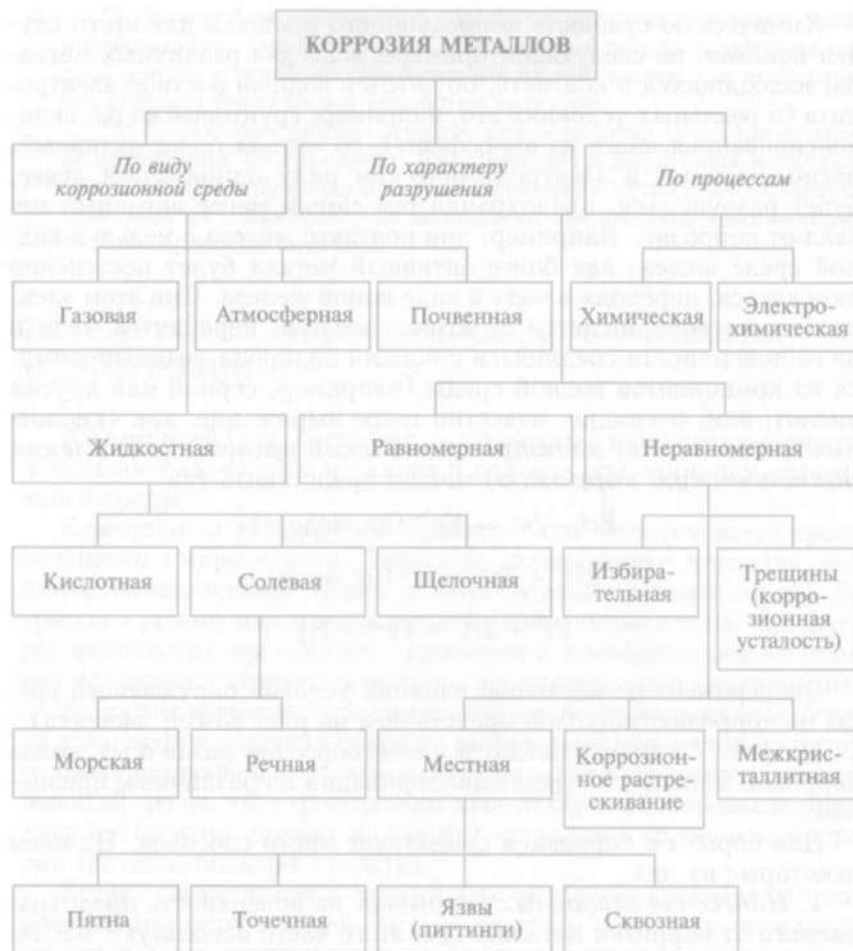 КОРРОЗИЯ МЕТАЛЛОВ
По виду
коррозионной среды
По характеру
разрушения
По процессам
Газовая
Атмосферная
Почвенная
Химическая
Электро-
химическая
Жидкостная
Равномерная
Неравномерная
Кислотная
Солевая
Щелочная
Избира-
тельная
Трещины
(корро-
зионная
усталость)
Морская
Речная
Местная
Коррозион-
ное растре-
скивание
Межкрис-
таллитная
Пятна
Точечная
Язвы
(питтинги)
Сквозная